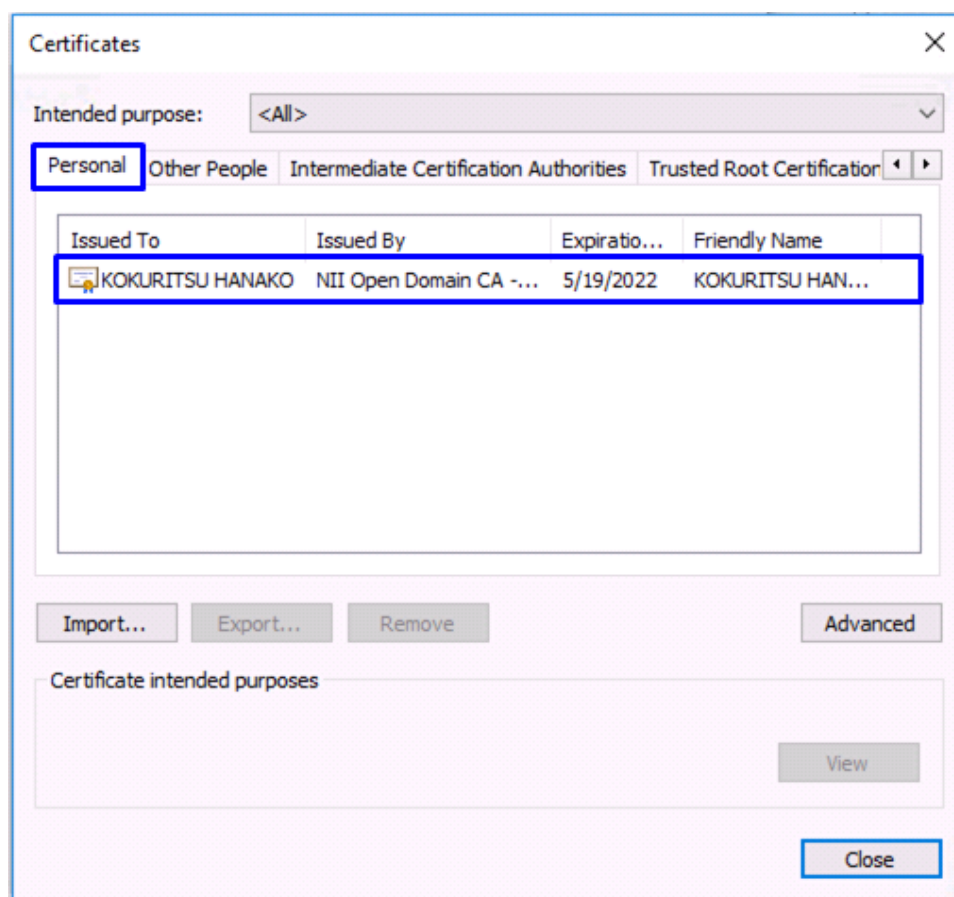 Certificates
Intended purpose: <All>
Personal Other People Intermediate Certification Authorities Trusted Root Certification
Issued To Issued By Expiratio... Friendly Name
KOKURITSU HANAKO NII Open Domain CA -... 5/19/2022 KOKURITSU HAN...
Import... Export... Remove Advanced
Certificate intended purposes
View
Close